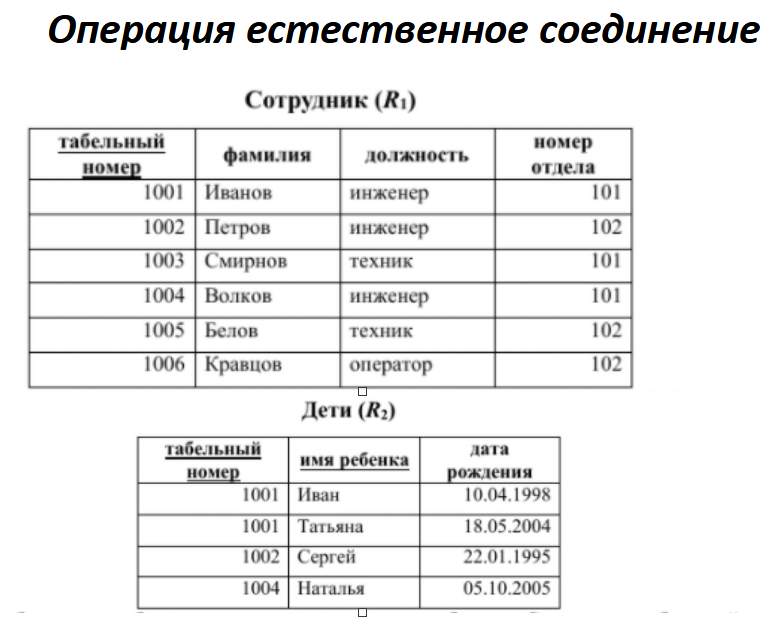 Операция естественное соединение
Сотрудник (R1)
табельный номер фамилия должность номер отдела
1001 Иванов инженер 101
1002 Петров инженер 102
1003 Смирнов техник 101
1004 Волков инженер 101
1005 Белов техник 102
1006 Кравцов оператор 102
Дети (R2)
табельный номер имя ребенка дата рождения
1001 Иван 10.04.1998
1001 Татьяна 18.05.2004
1002 Сергей 22.01.1995
1004 Наталья 05.10.2005